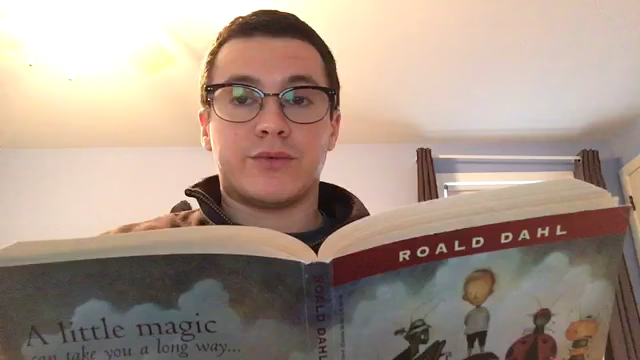 A little magic
can take you a long way...
ROALD DAHL
ROALD DAHL